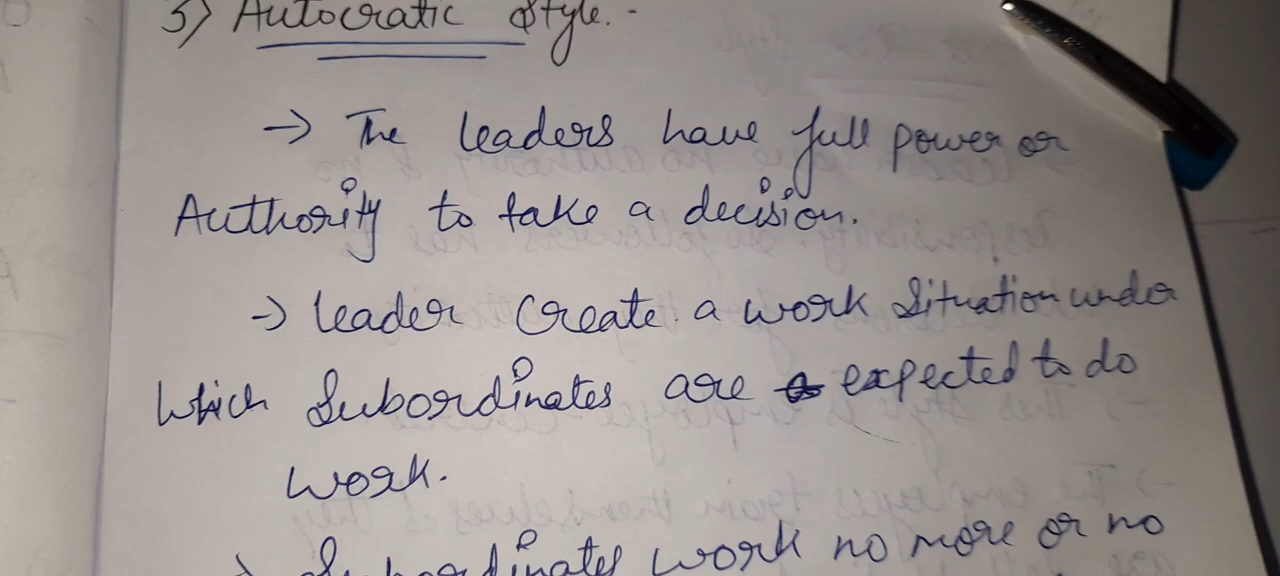 3) Autocratic Style.-
→ The leaders have full power or
Authority to take a decision.
→ leader create a work situation under
which Subordinates are expected to do
work.
→ Subordinates work no more or no